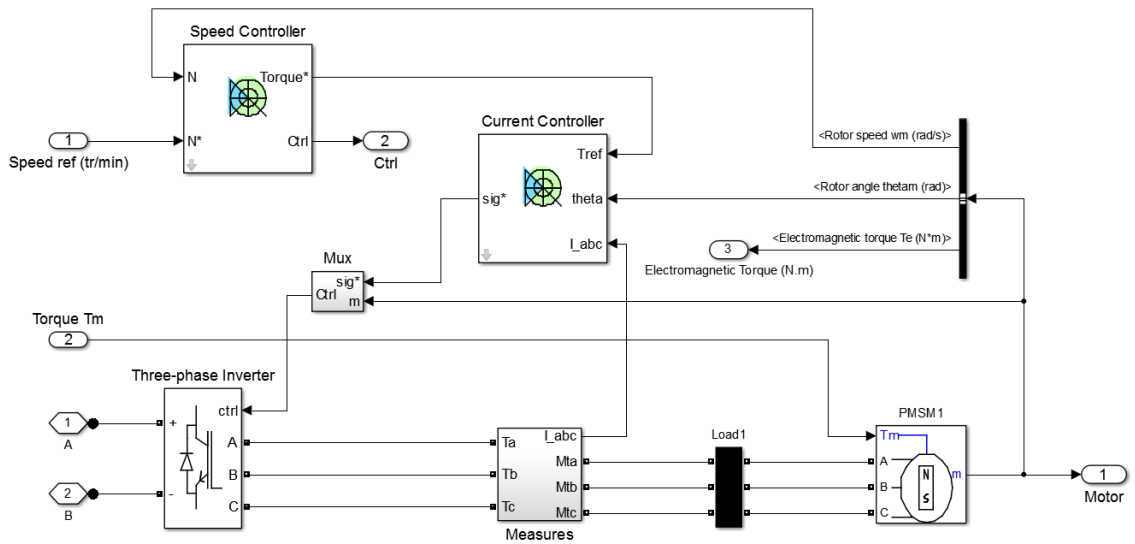 Speed Controller
N
Torque*
N*
Ctrl
1
Speed ref (tr/min)
2
Ctrl
Current Controller
Tref
theta
sig*
I_abc
<Rotor speed wm (rad/s)>
<Rotor angle thetam (rad)>
<Electromagnetic torque Te (N*m)>
3
Electromagnetic Torque (N.m)
Mux
sig*
Ctrl
m
Torque Tm
2
Three-phase Inverter
ctrl
1
A
+
A
B
2
B
-
C
I_abc
Ta
Mta
Tb
Mtb
Tc
Mtc
Measures
Load1
PMSM1
Tm
A
B
C
N
S
m
1
Motor